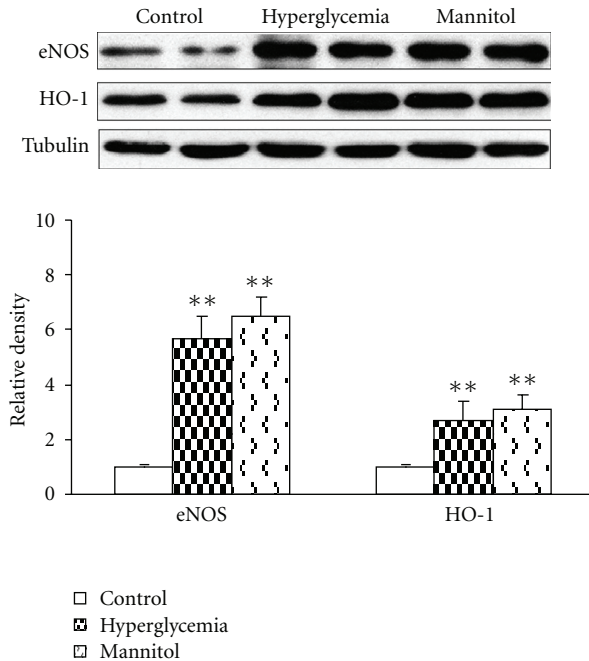 Control Hyperglycemia Mannitol
eNOS
HO-1
Tubulin
10
8
6
4
2
0
Relative density
** **
** **
eNOS HO-1
Control
Hyperglycemia
Mannitol